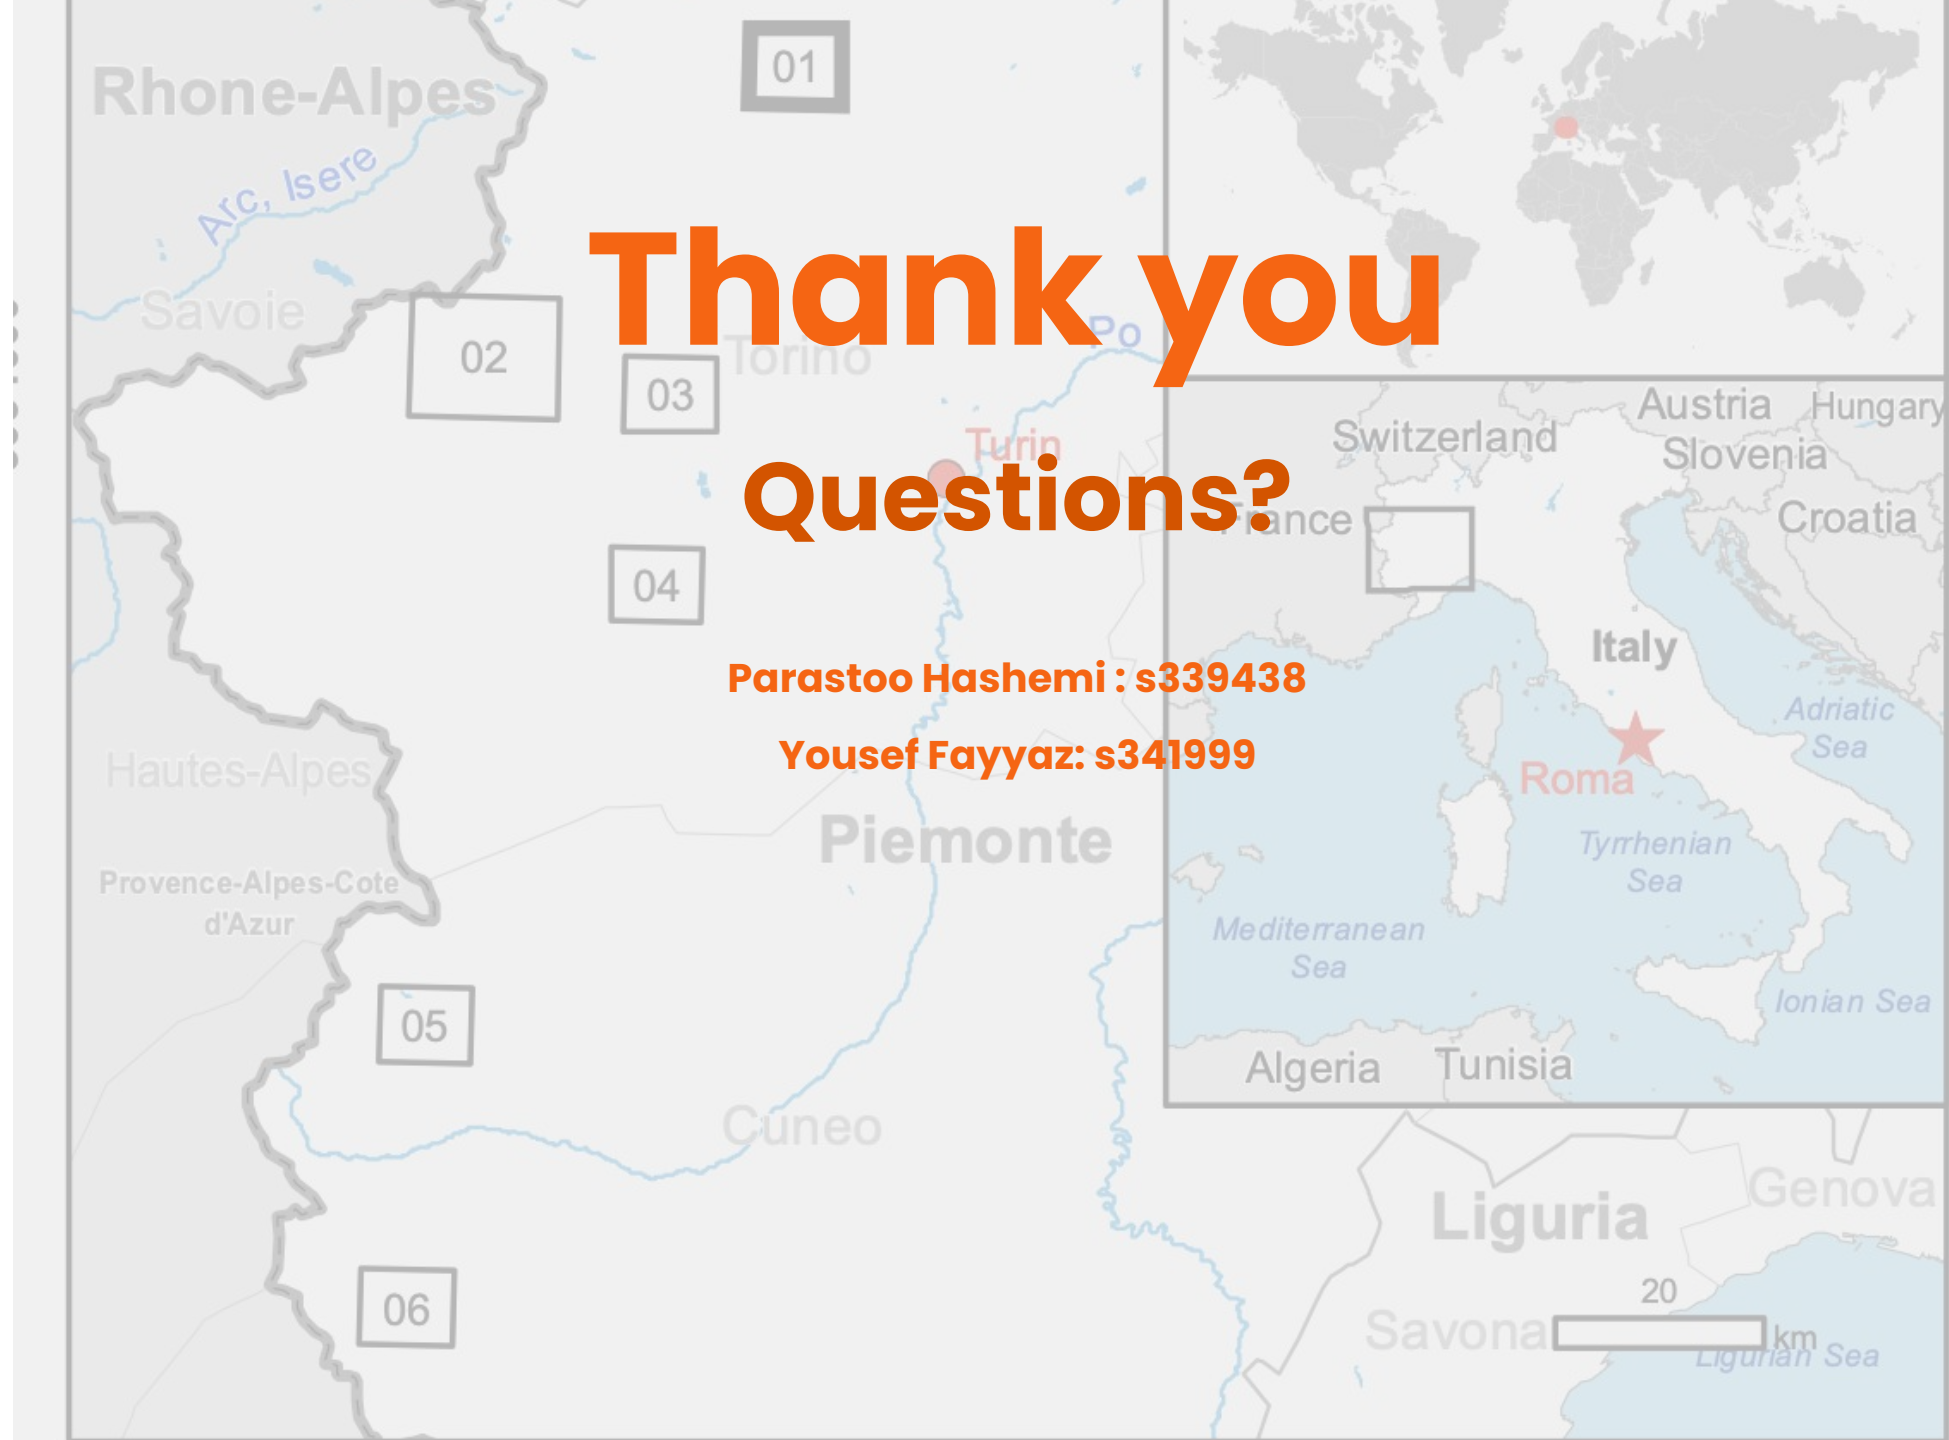 Thank you
Questions?
Parastoo Hashemi : s339438
Yousef Fayyaz: s341999
01
02
03
04
05
06
Rhone-Alpes
Arc, Isere
Savoie
Torino
Po
Turin
Hautes-Alpes
Provence-Alpes-Cote
d'Azur
Piemonte
Cuneo
Austria
Hungary
Switzerland
Slovenia
France
Croatia
Italy
Adriatic
Sea
Roma
Tyrrhenian
Sea
Mediterranean
Sea
Ionian Sea
Algeria
Tunisia
Liguria
Genova
20
Savona
km
Ligurian Sea